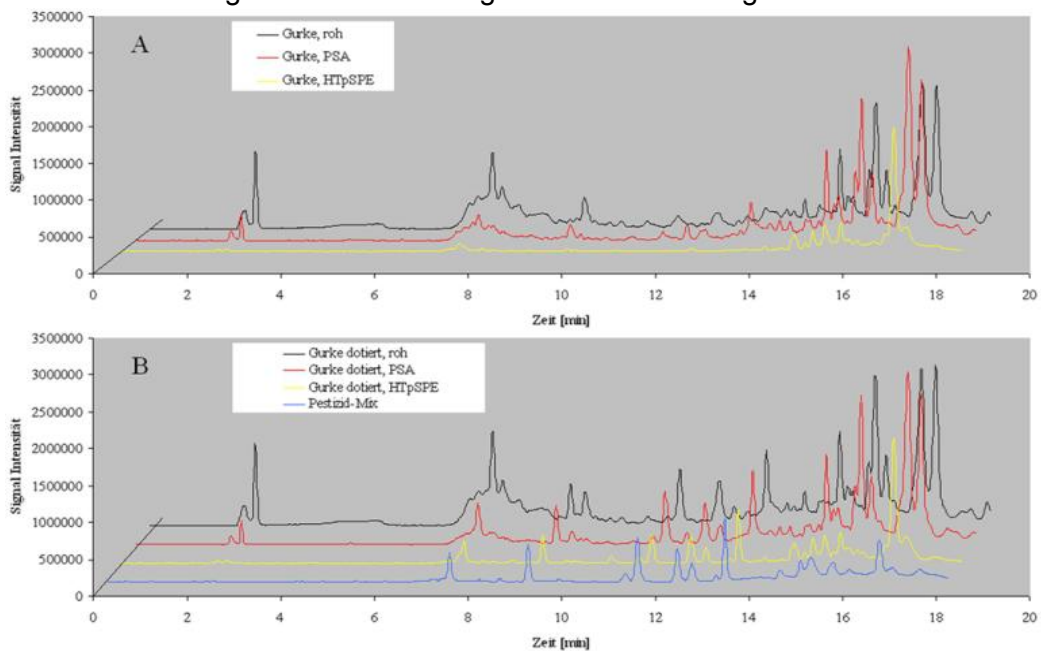 3500000
3000000
2500000
2000000
1500000
1000000
500000
0
Signal Intensität
A
Gurke, roh
Gurke, PSA
Gurke, HTpSPE
0 2 4 6 8 10 12 14 16 18 20
Zeit [min]
3500000
3000000
2500000
2000000
1500000
1000000
500000
0
Signal Intensität
B
Gurke dotiert, roh
Gurke dotiert, PSA
Gurke dotiert, HTpSPE
Pestizid-Mix
0 2 4 6 8 10 12 14 16 18 20
Zeit [min]